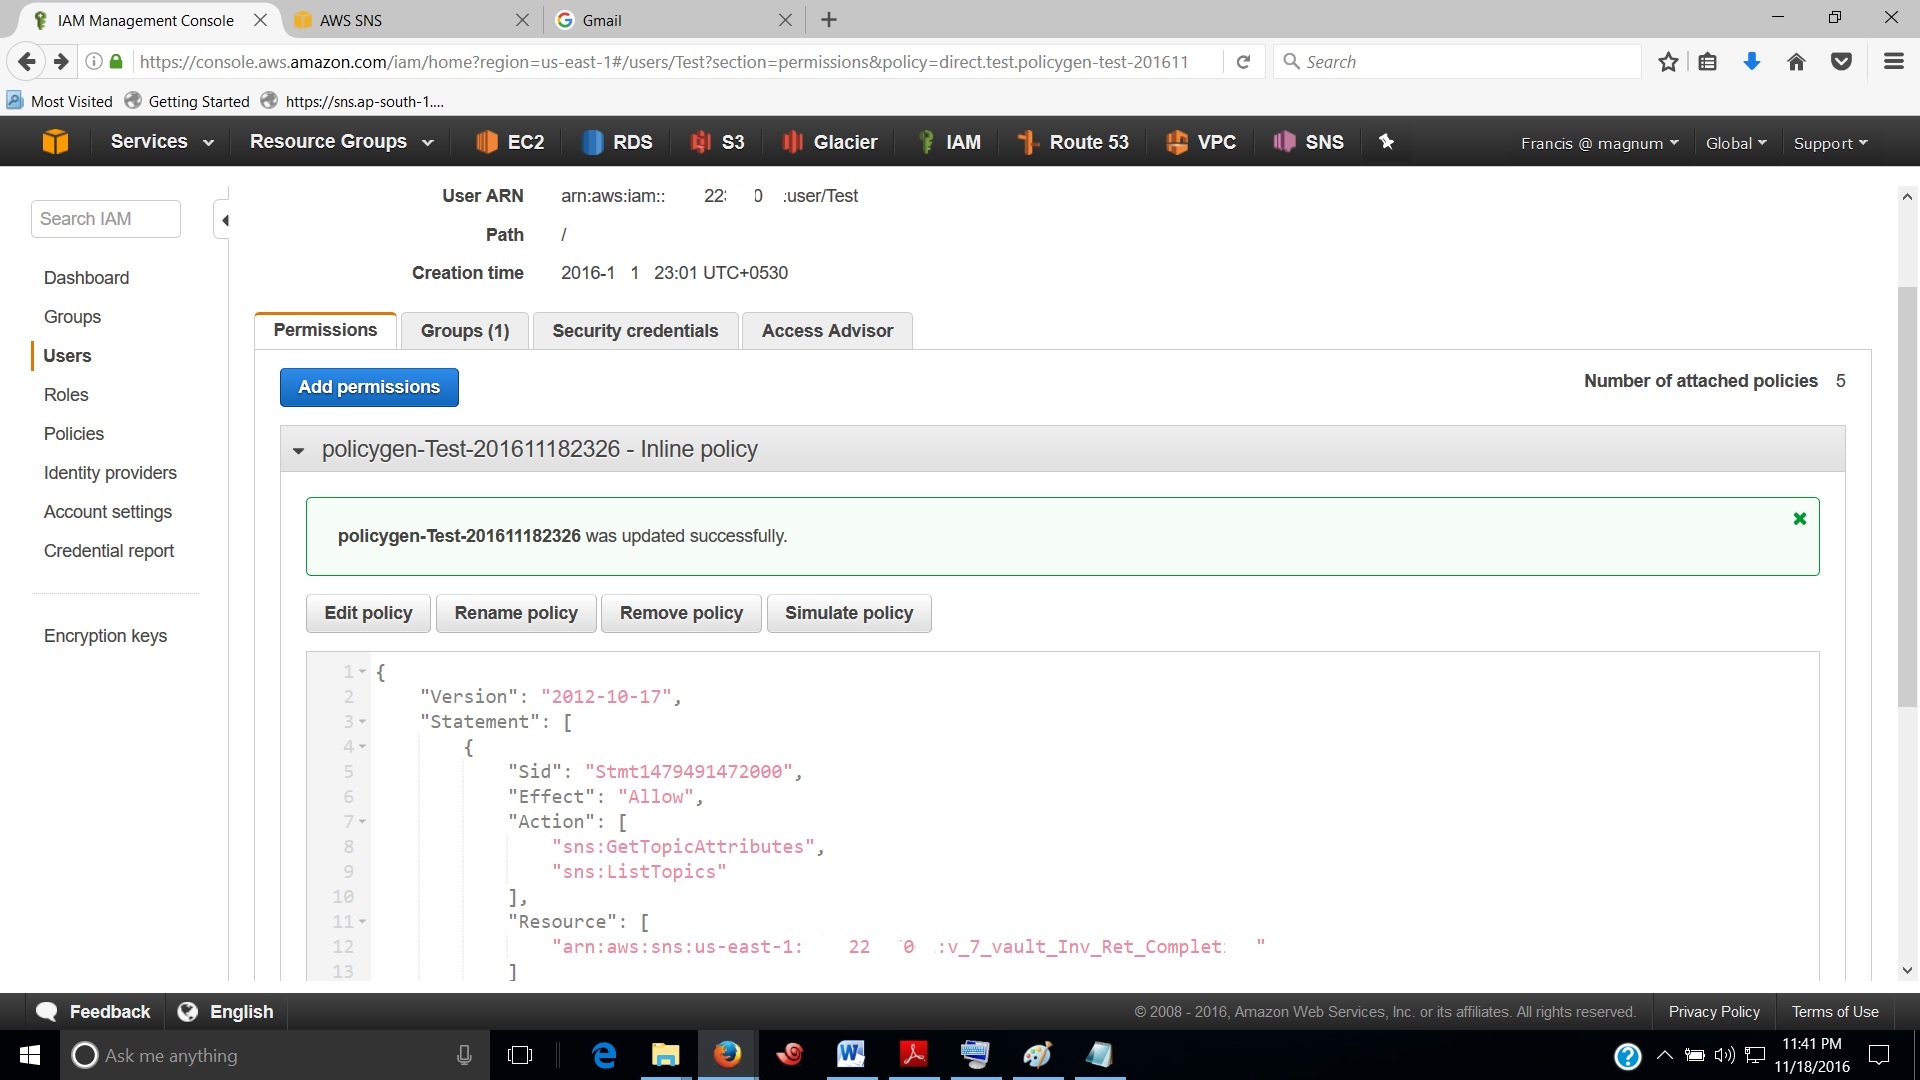 IAM Management Console
AWS SNS
Gmail
https://console.aws.amazon.com/iam/home?region=us-east-1#/users/Test?section=permissions&policy=direct.test.policygen-test-201611
Search
Most Visited
Getting Started
https://sns.ap-south-1....
Services
Resource Groups
EC2
RDS
S3
Glacier
IAM
Route 53
VPC
SNS
Francis @ magnum
Global
Support
Search IAM
Dashboard
Groups
Users
Roles
Policies
Identity providers
Account settings
Credential report
Encryption keys
User ARN arn:aws:iam:: 22 0 :user/Test
Path /
Creation time 2016-1 1 23:01 UTC+0530
Permissions
Groups (1)
Security credentials
Access Advisor
Add permissions
Number of attached policies 5
policygen-Test-201611182326 - Inline policy
policygen-Test-201611182326 was updated successfully.
Edit policy
Rename policy
Remove policy
Simulate policy
1 {
2 "Version": "2012-10-17",
3 "Statement": [
4 {
5 "Sid": "Stmt1479491472000",
6 "Effect": "Allow",
7 "Action": [
8 "sns:GetTopicAttributes",
9 "sns:ListTopics"
10 ],
11 "Resource": [
12 "arn:aws:sns:us-east-1: 22 0 :v_7_vault_Inv_Ret_Complet "
13 ]
Feedback
English
© 2008 - 2016, Amazon Web Services, Inc. or its affiliates. All rights reserved.
Privacy Policy
Terms of Use
Ask me anything
11:41 PM
11/18/2016